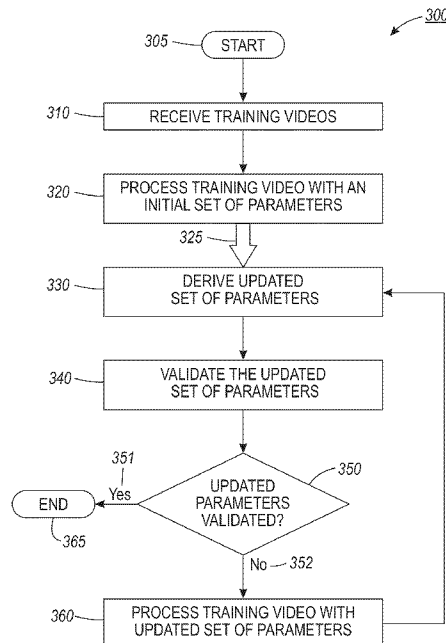 300
305
START
310
RECEIVE TRAINING VIDEOS
320
PROCESS TRAINING VIDEO WITH AN
INITIAL SET OF PARAMETERS
325
330
DERIVE UPDATED
SET OF PARAMETERS
340
VALIDATE THE UPDATED
SET OF PARAMETERS
351
350
END
Yes
UPDATED
PARAMETERS
VALIDATED?
365
No
352
360
PROCESS TRAINING VIDEO WITH
UPDATED SET OF PARAMETERS